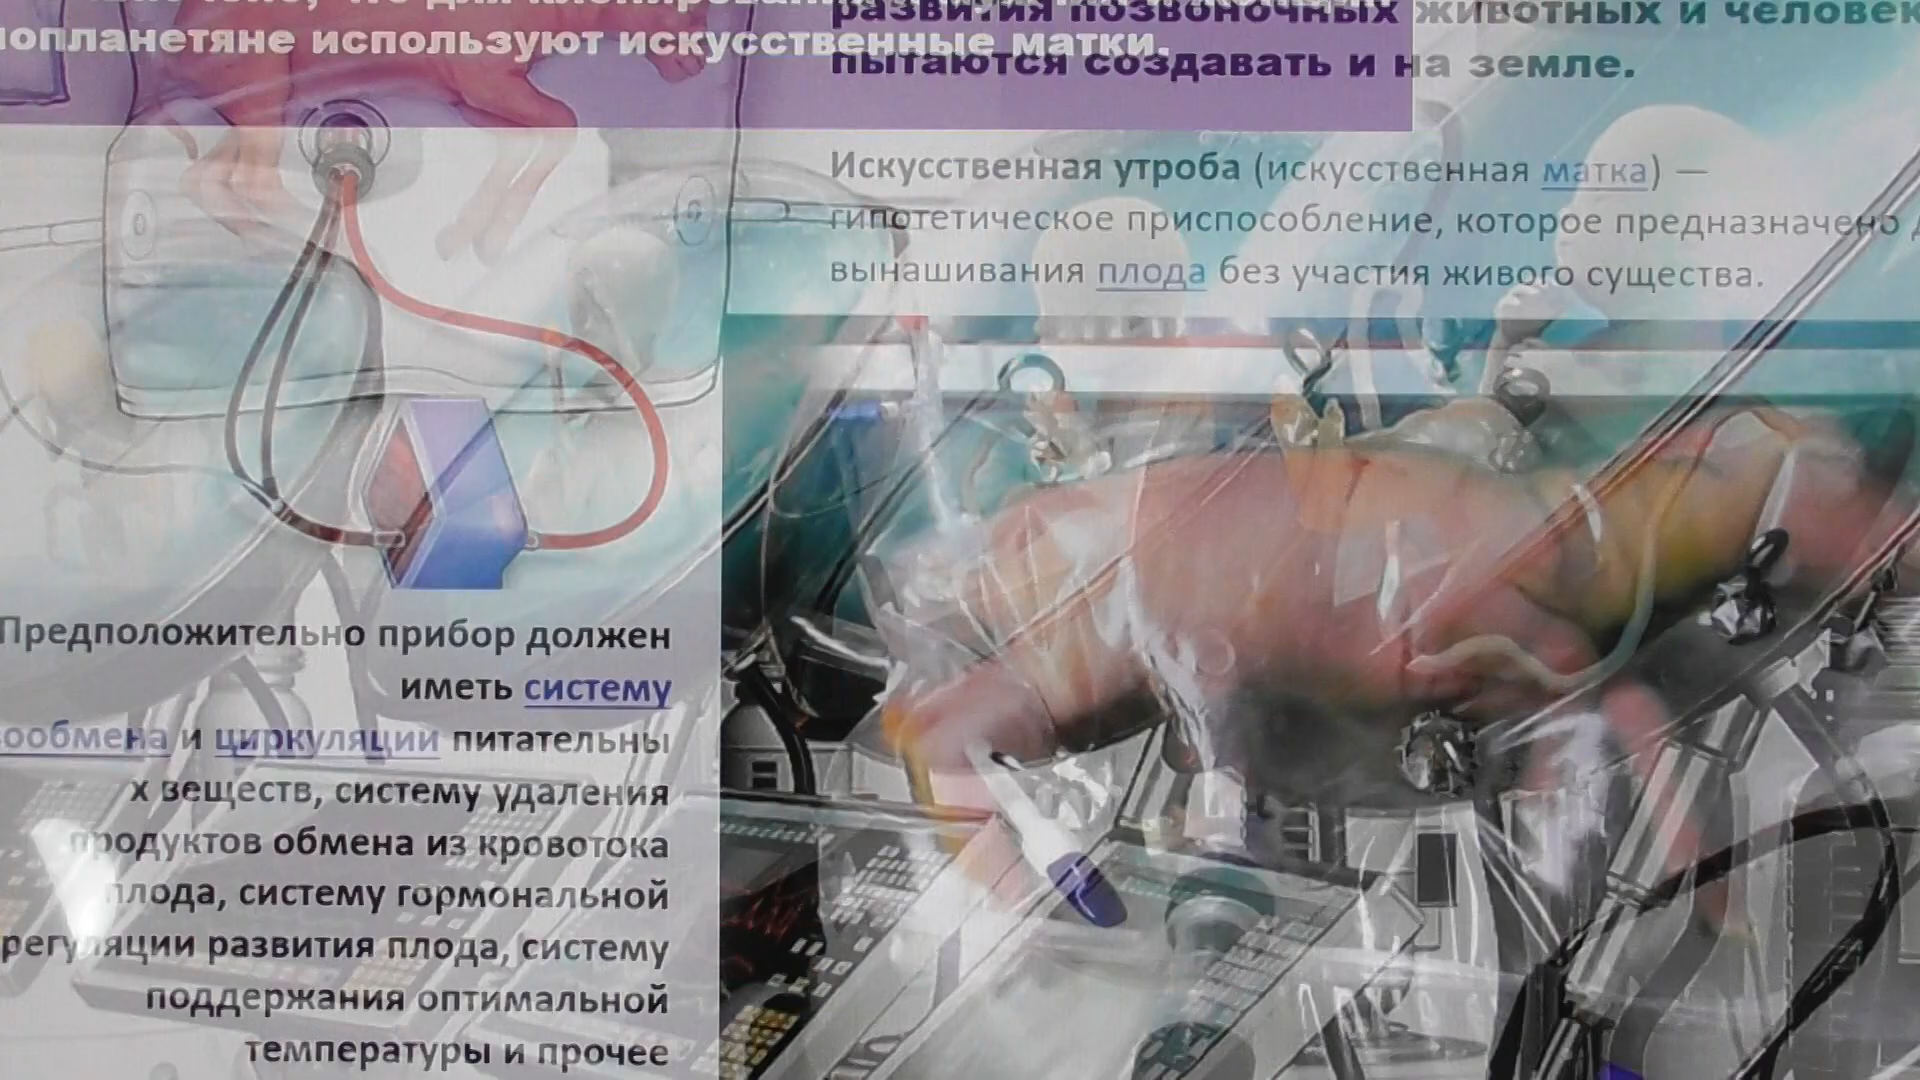 инопланетяне используют искусственные матки.
развития позвоночных животных и человека
пытаются создавать и на земле.
Искусственная утроба (искусственная матка) —
гипотетическое приспособление, которое предназначено
вынашивания плода без участия живого существа.
Предположительно прибор должен
иметь систему
и циркуляции питательны
х веществ, систему удаления
продуктов обмена из кровотока
плода, систему гормональной
регуляции развития плода, систему
поддержания оптимальной
температуры и прочее